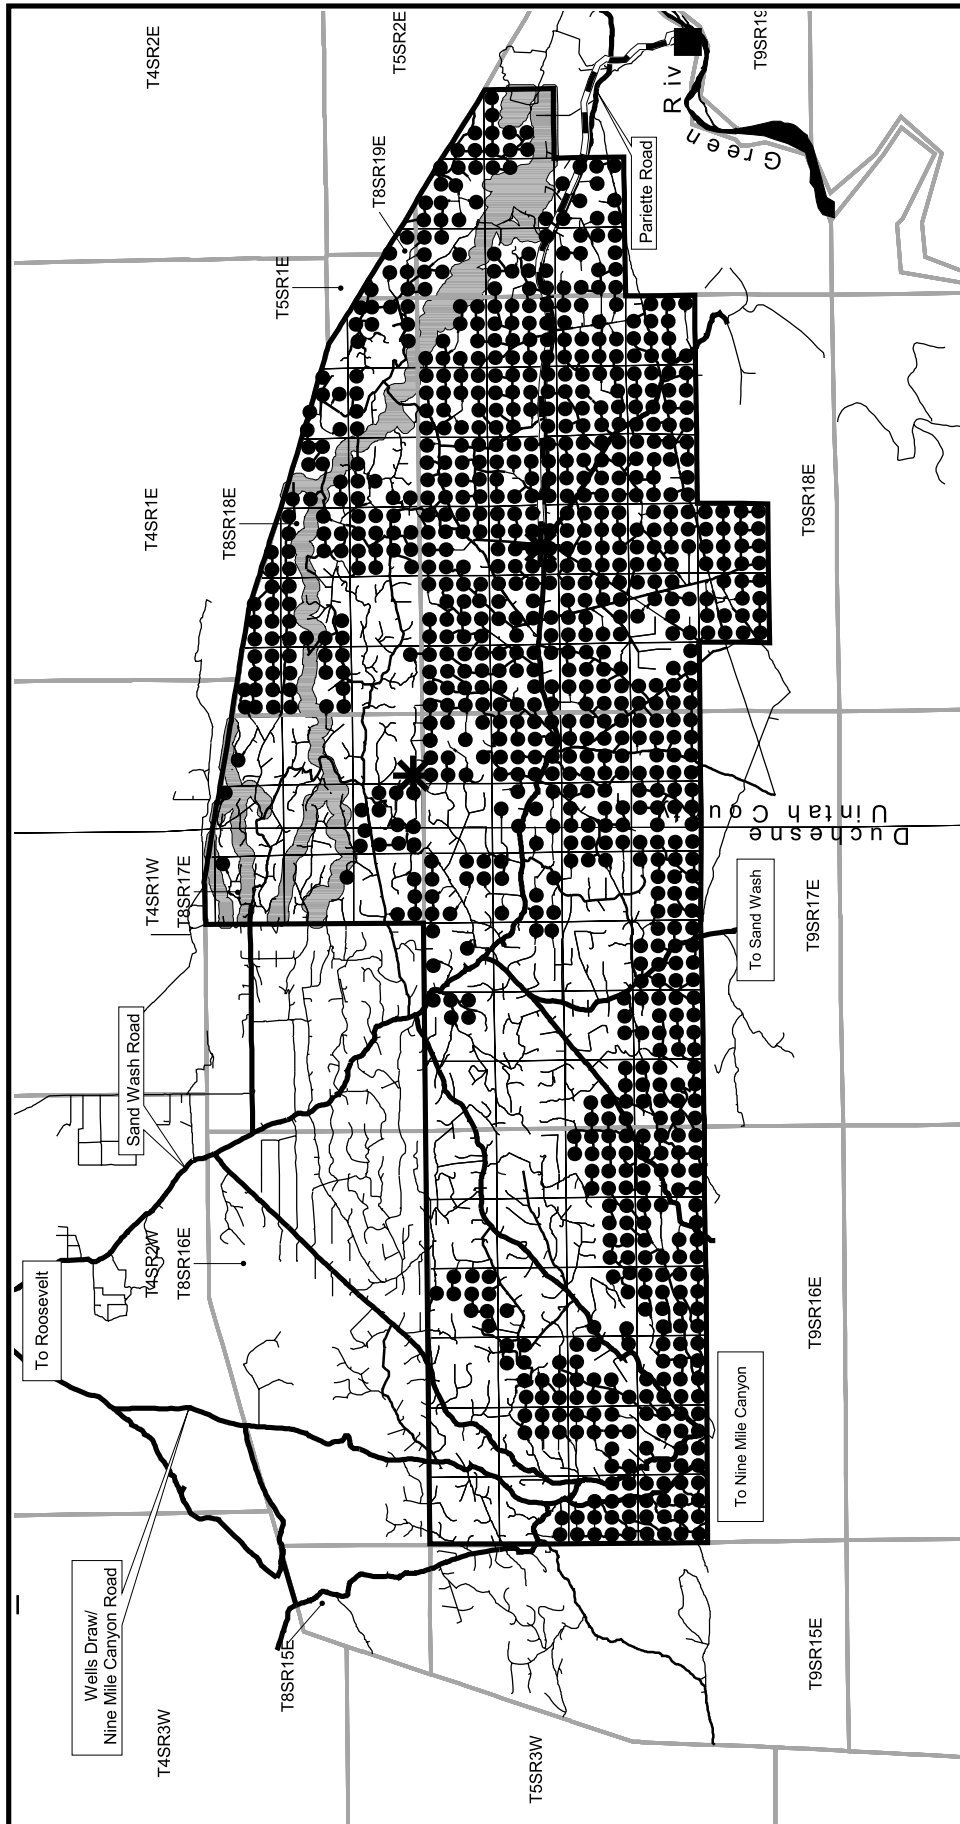 T4SR2E
T5SR2E
T9SR19
Green Riv
T8SR19E
Pariette Road
T5SR1E
T4SR1E
T8SR18E
T9SR18E
Duchesne
Uintah Cou
T4SR1W
T8SR17E
To Sand Wash
T9SR17E
Sand Wash Road
To Roosevelt
T4SR2W
T8SR16E
T9SR16E
To Nine Mile Canyon
Wells Draw/
Nine Mile Canyon Road
T8SR15E
T9SR15E
T4SR3W
T5SR3W